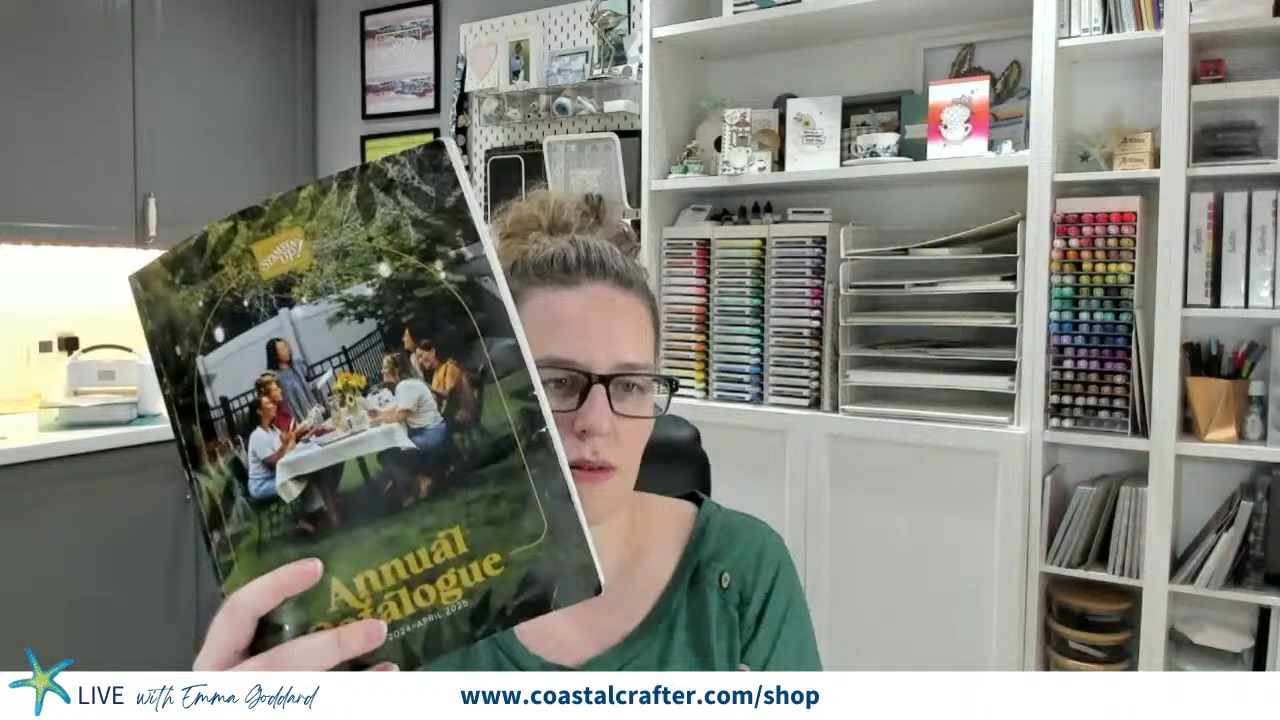 STAMPIN' UP!
Annual
Catalogue
2024–APRIL 2025
LIVE with Emma Goddard
www.coastalcrafter.com/shop